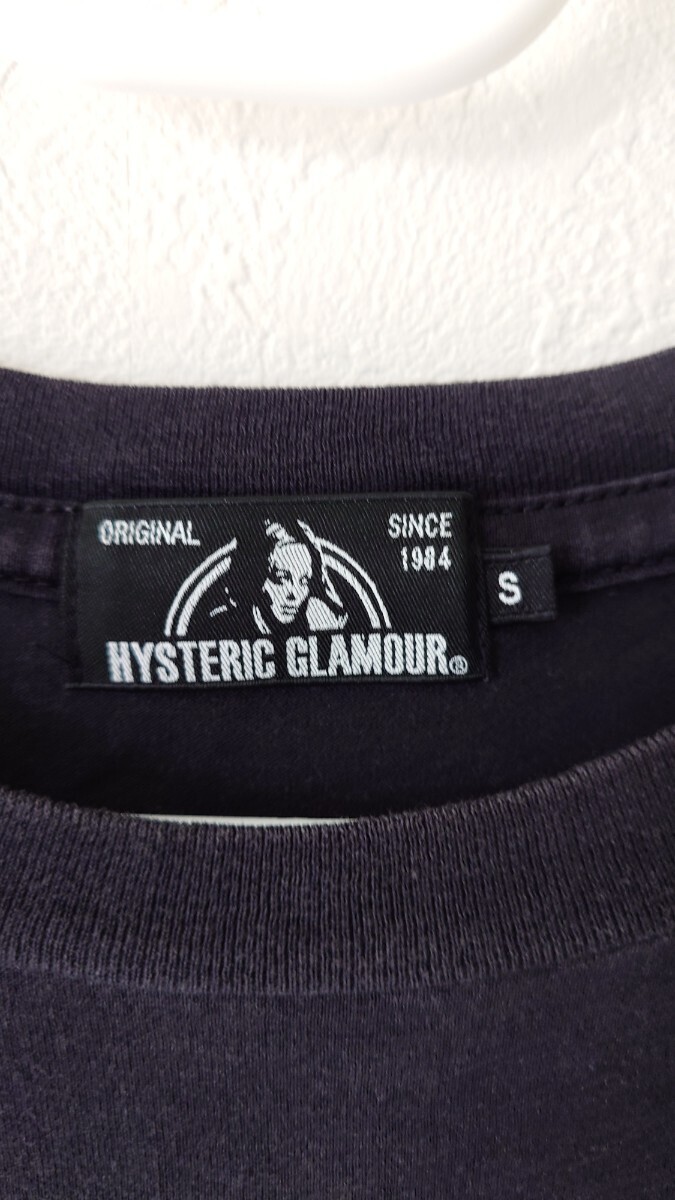 ORIGINAL
SINCE
1984
HYSTERIC GLAMOUR®
S